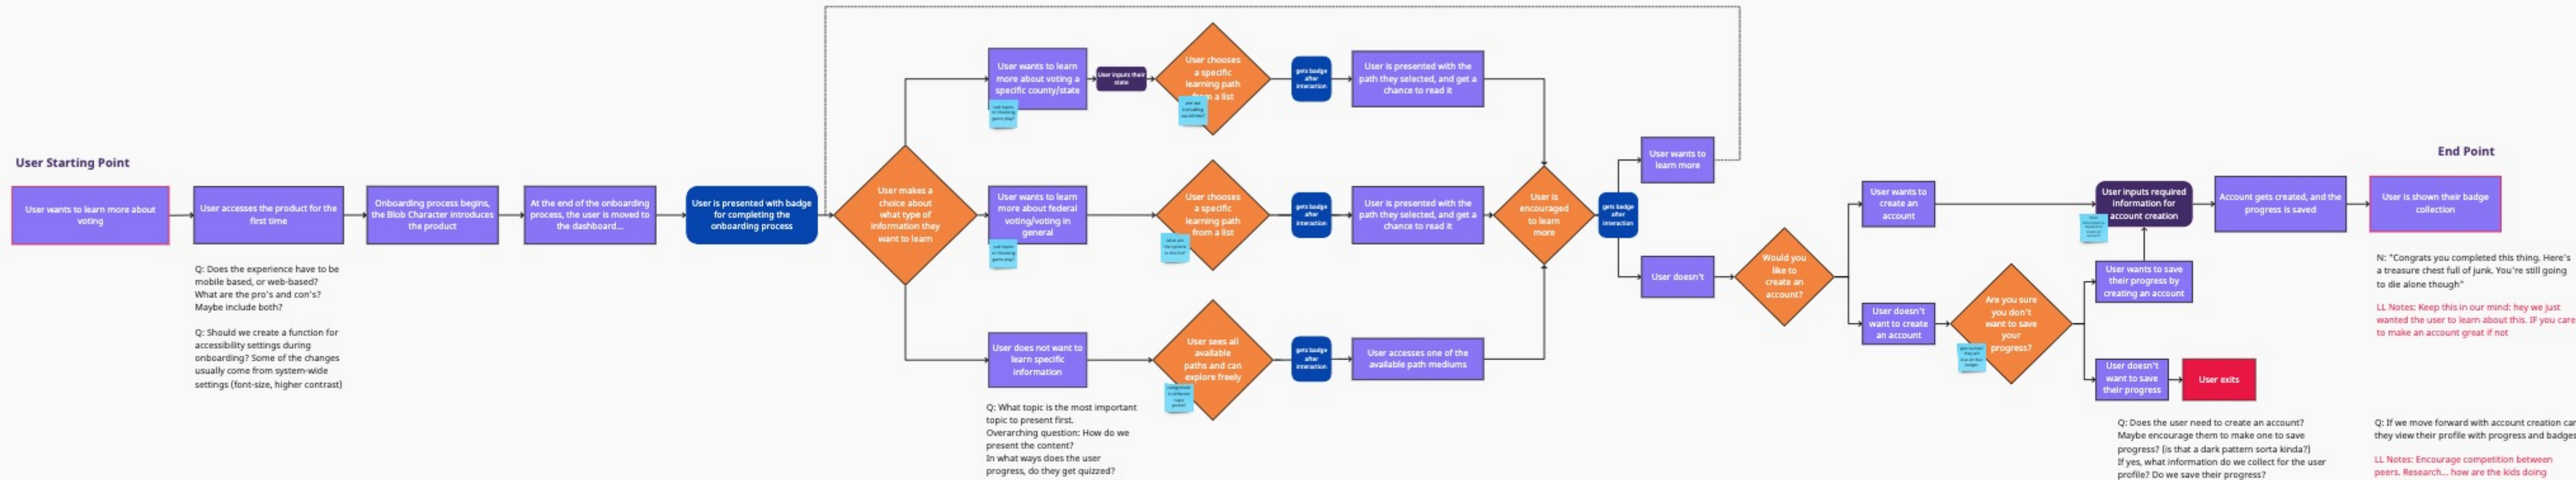 User Starting Point
User wants to learn more about
voting
User accesses the product for the
first time
Onboarding process begins,
the Blob Character introduces
the product
At the end of the onboarding
process, the user is moved to
the dashboard...
User is presented with badge
for completing the
onboarding process
Q: Does the experience have to be
mobile based, or web-based?
What are the pro's and con's?
Maybe include both?
Q: Should we create a function for
accessibility settings during
onboarding? Some of the changes
usually come from system-wide
settings (font-size, higher contrast)
User makes a
choice about
what type of
information they
want to learn
User wants to learn
more about voting a
specific county/state
User inputs their
state
User chooses
a specific
learning path
from a list
are we
including
gets badge
after
interaction
User is presented with the
path they selected, and get a
chance to read it
User wants to learn
more about federal
voting/voting in
general
User chooses
a specific
learning path
from a list
what are
gets badge
after
interaction
User is presented with the
path they selected, and get a
chance to read it
User does not want to
learn specific
information
User sees all
available
paths and can
explore freely
gets badge
after
interaction
User accesses one of the
available path mediums
Q: What topic is the most important
topic to present first.
Overarching question: How do we
present the content?
In what ways does the user
progress, do they get quizzed?
User is
encouraged
to learn
more
gets badge
after
interaction
User wants to
learn more
User doesn't
Would you
like to
create an
account?
User wants to
create an
account
User doesn't
want to create
an account
Are you sure
you don't
want to save
your
progress?
User inputs required
information for
account creation
User wants to save
their progress by
creating an account
User doesn't
want to save
their progress
User exits
Account gets created, and the
progress is saved
End Point
User is shown their badge
collection
N: "Congrats you completed this thing. Here's
a treasure chest full of junk. You're still going
to die alone though"
LL Notes: Keep this in our mind: hey we just
wanted the user to learn about this. IF you care
to make an account great if not
Q: Does the user need to create an account?
Maybe encourage them to make one to save
progress? (is that a dark pattern sorta kinda?)
If yes, what information do we collect for the user
profile? Do we save their progress?
Q: If we move forward with account creation can
they view their profile with progress and badges
LL Notes: Encourage competition between
peers. Research... how are the kids doing